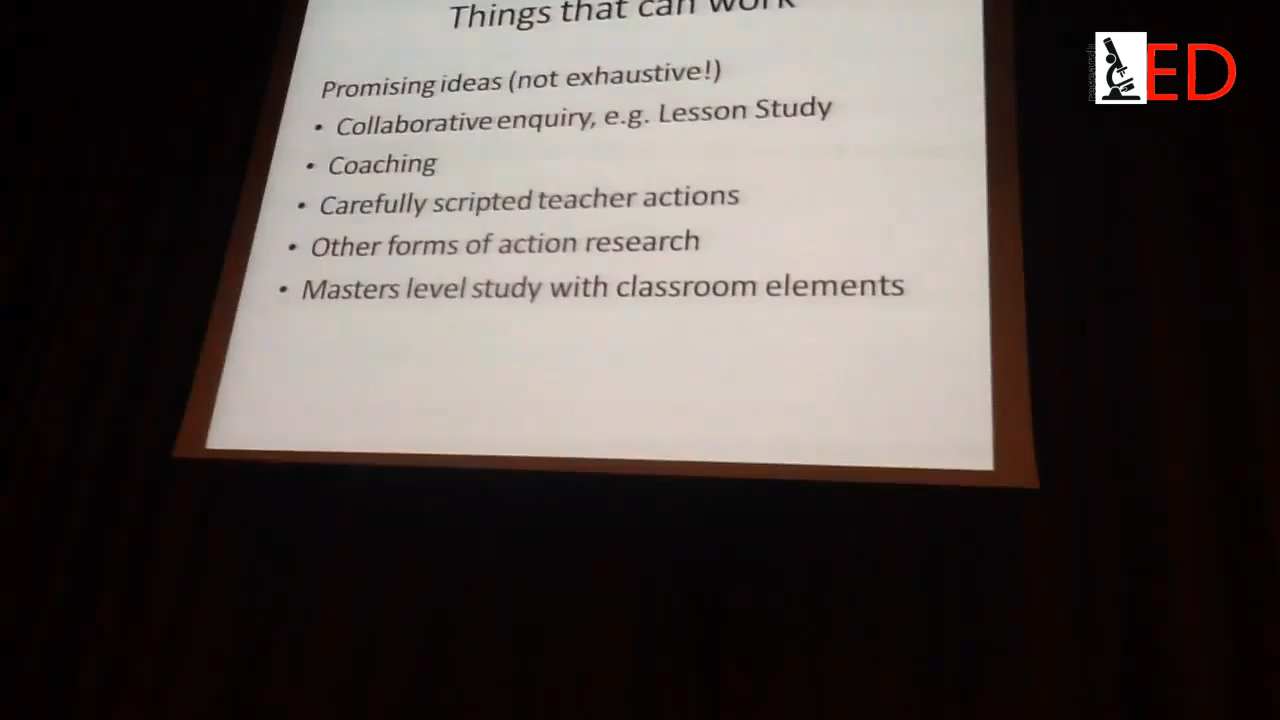 Things that can work
Promising ideas (not exhaustive!)
• Collaborative enquiry, e.g. Lesson Study
• Coaching
• Carefully scripted teacher actions
• Other forms of action research
• Masters level study with classroom elements
research
ED